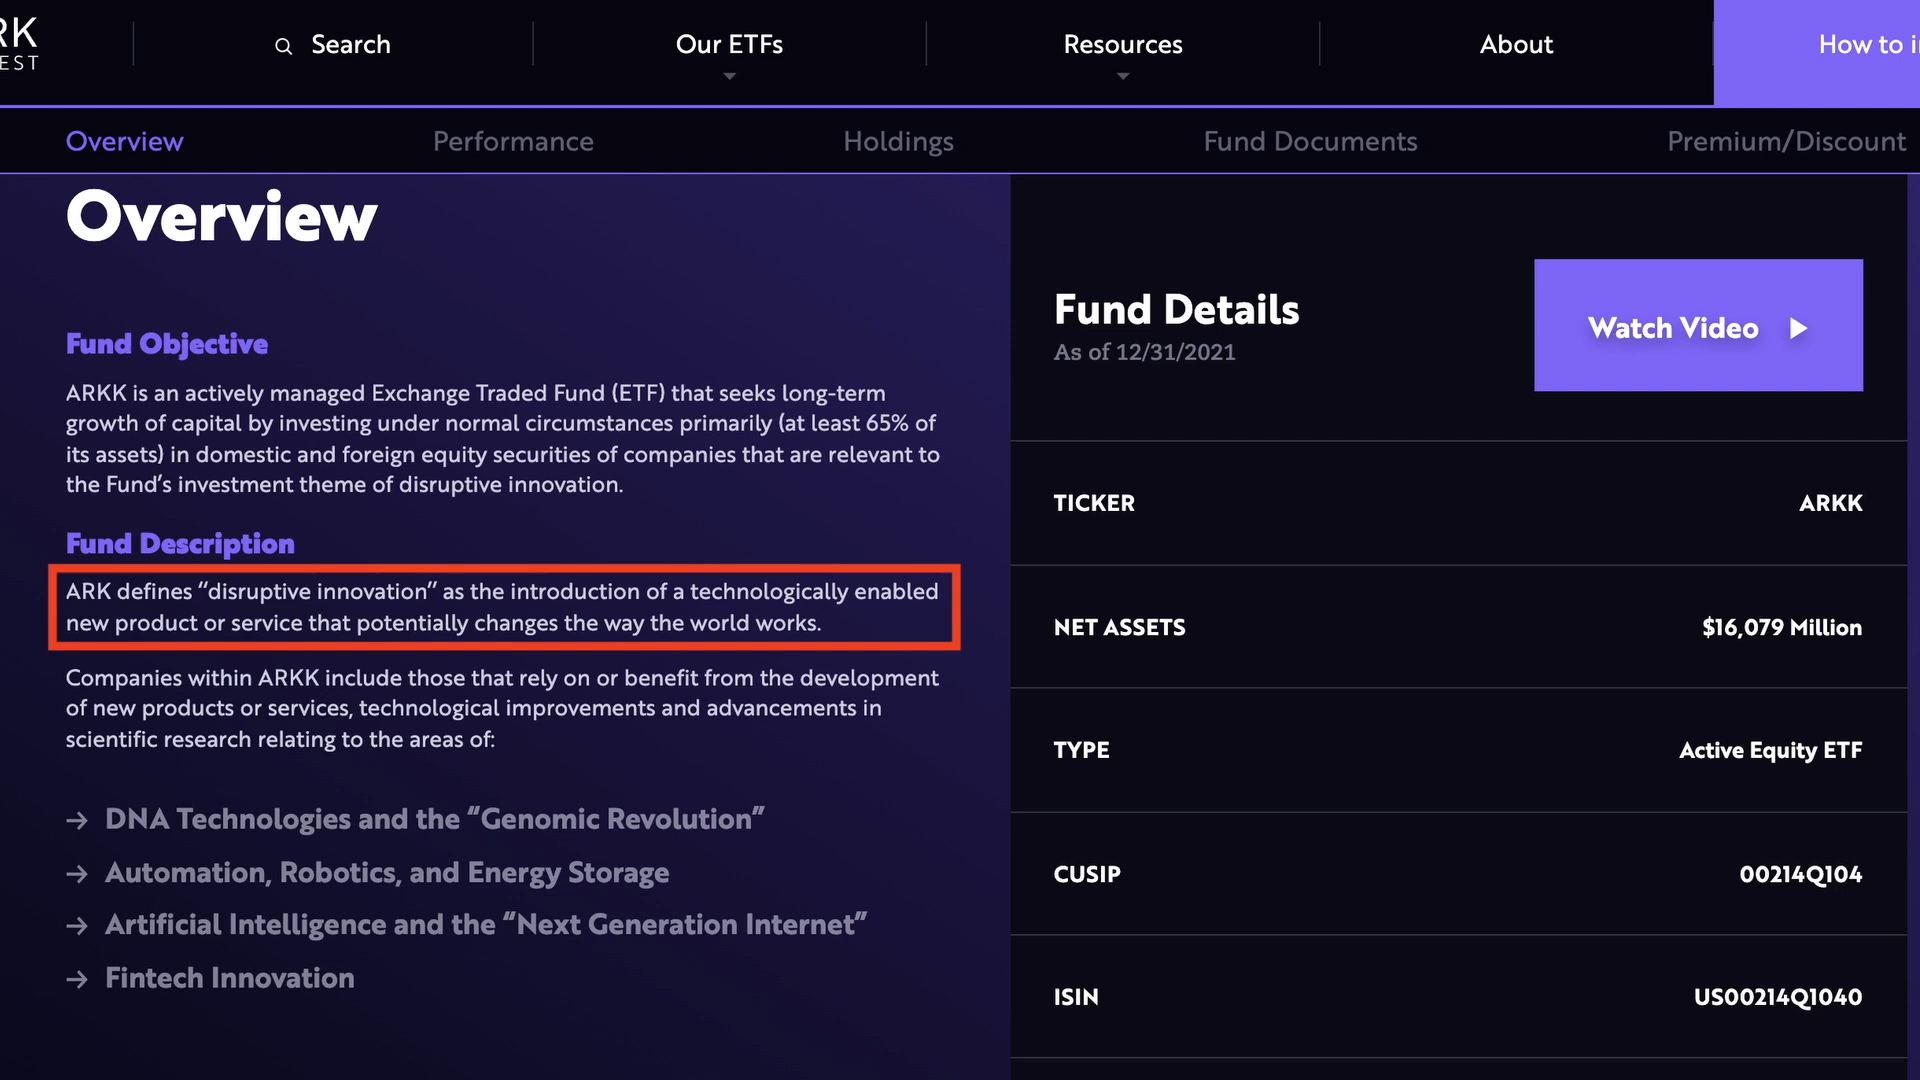 RK
EST
Search
Our ETFs
Resources
About
How to i
Overview
Performance
Holdings
Fund Documents
Premium/Discount
Overview
Fund Objective
ARKK is an actively managed Exchange Traded Fund (ETF) that seeks long-term
growth of capital by investing under normal circumstances primarily (at least 65% of
its assets) in domestic and foreign equity securities of companies that are relevant to
the Fund’s investment theme of disruptive innovation.
Fund Description
ARK defines “disruptive innovation” as the introduction of a technologically enabled
new product or service that potentially changes the way the world works.
Companies within ARKK include those that rely on or benefit from the development
of new products or services, technological improvements and advancements in
scientific research relating to the areas of:
→ DNA Technologies and the “Genomic Revolution”
→ Automation, Robotics, and Energy Storage
→ Artificial Intelligence and the “Next Generation Internet”
→ Fintech Innovation
Fund Details
As of 12/31/2021
Watch Video
TICKER ARKK
NET ASSETS $16,079 Million
TYPE Active Equity ETF
CUSIP 00214Q104
ISIN US00214Q1040